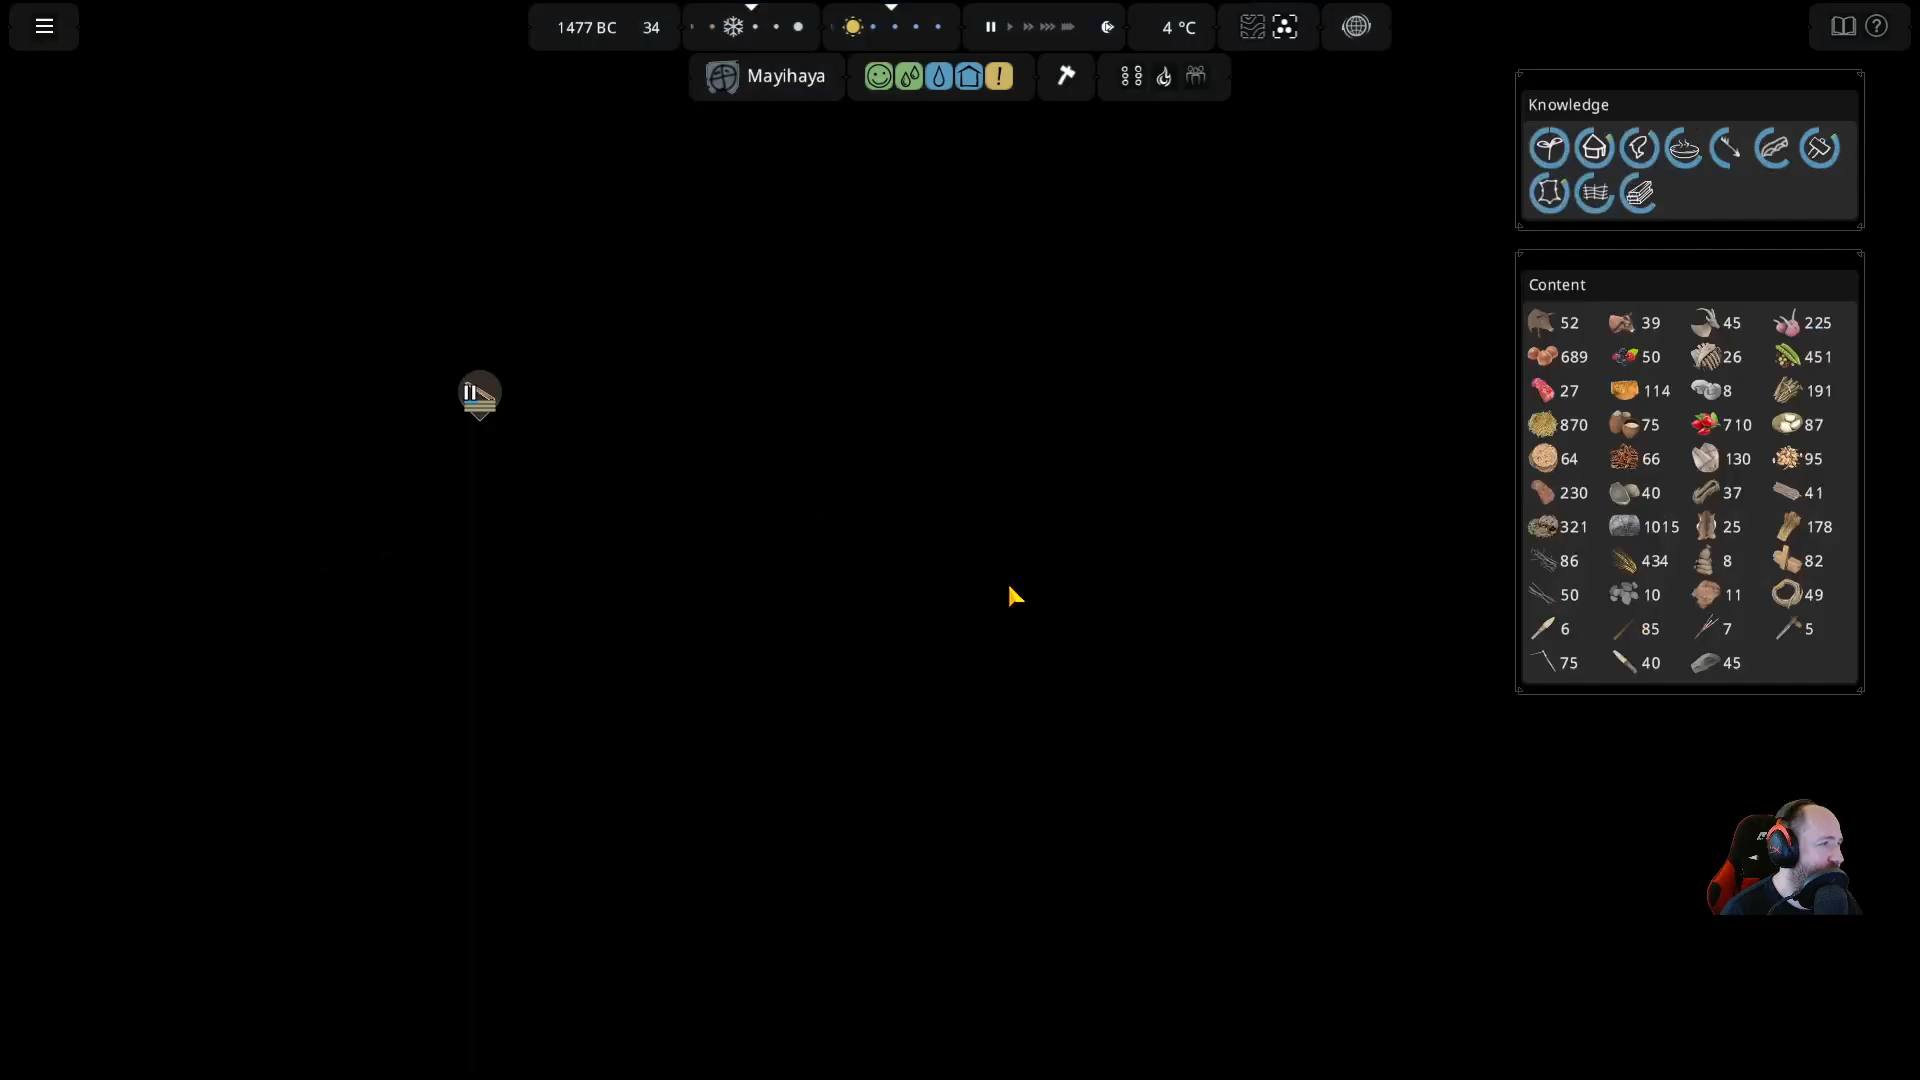 1477 BC 34 4 °C
Mayihaya
Knowledge
Content
52 39 45 225
689 50 26 451
27 114 8 191
870 75 710 87
64 66 130 95
230 40 37 41
321 1015 25 178
86 434 8 82
50 10 11 49
6 85 7 5
75 40 45